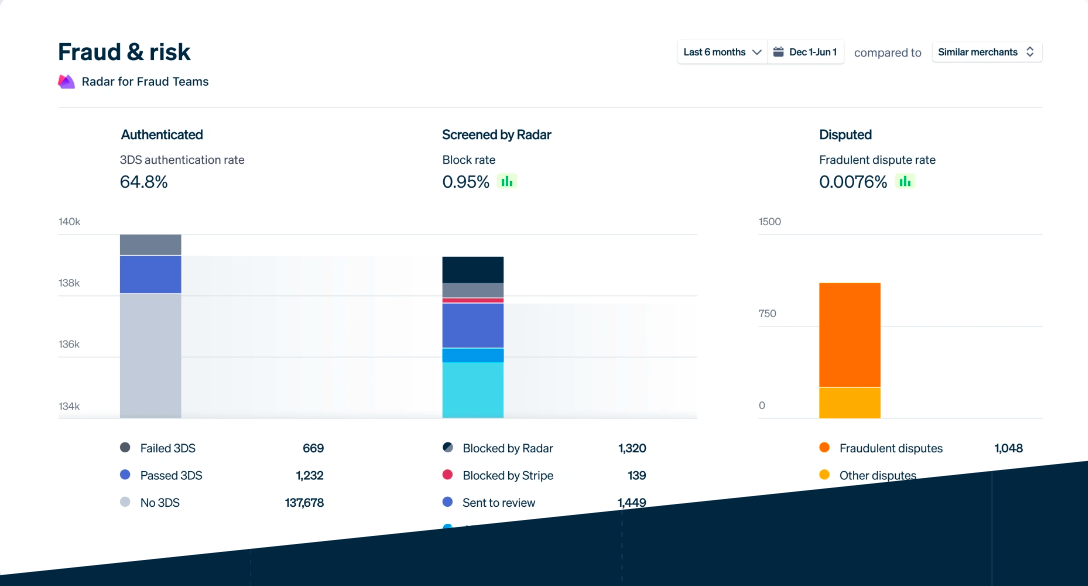 Fraud & risk
Last 6 months
Dec 1-Jun 1
compared to
Similar merchants
Radar for Fraud Teams
Authenticated
3DS authentication rate
64.8%
Screened by Radar
Block rate
0.95%
Disputed
Fradulent dispute rate
0.0076%
140k
138k
136k
134k
1500
750
0
Failed 3DS 669
Passed 3DS 1,232
No 3DS 137,678
Blocked by Radar 1,320
Blocked by Stripe 139
Sent to review 1,449
Fraudulent disputes 1,048
Other disputes